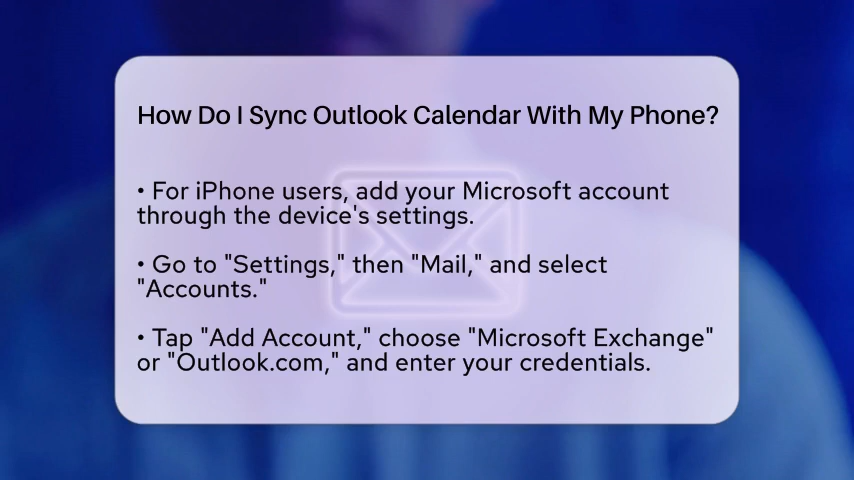 How Do I Sync Outlook Calendar With My Phone?
• For iPhone users, add your Microsoft account
through the device's settings.
• Go to "Settings," then "Mail," and select
"Accounts."
• Tap "Add Account," choose "Microsoft Exchange"
or "Outlook.com," and enter your credentials.